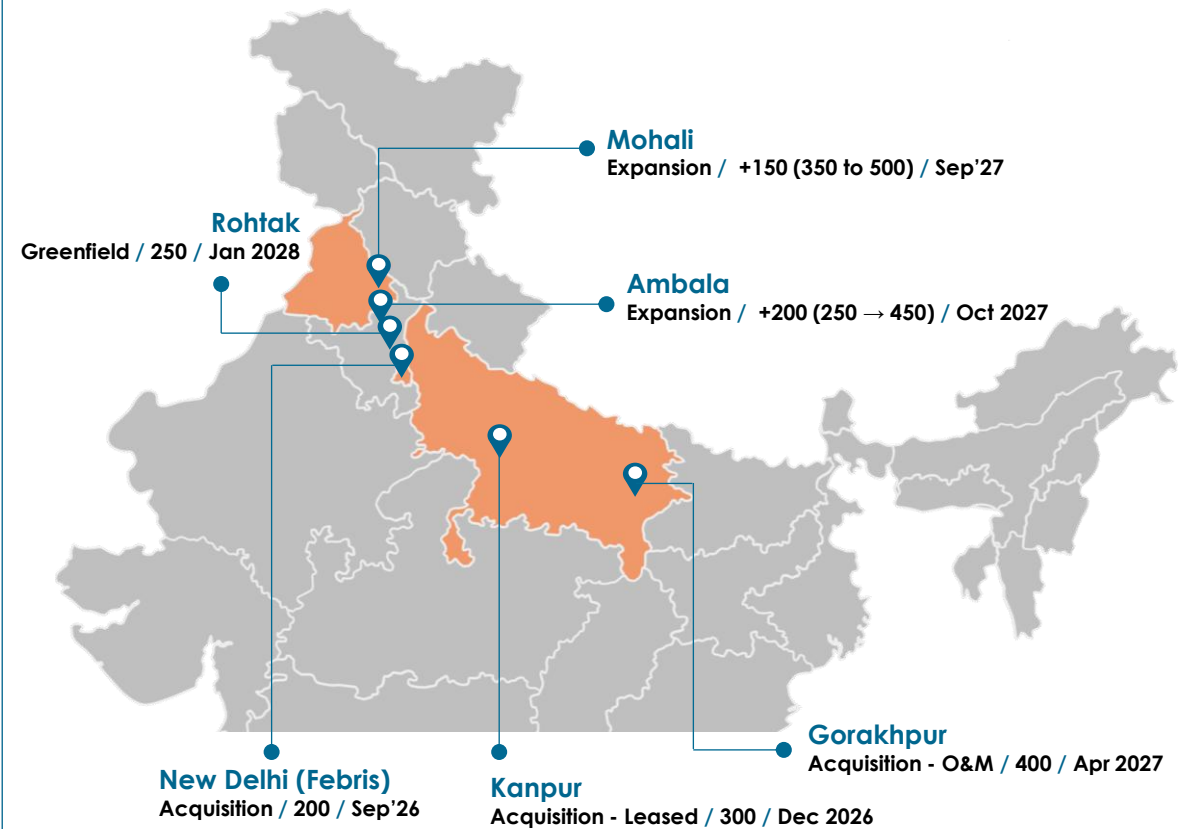 Mohali
Expansion / +150 (350 to 500) / Sep’27
Rohtak
Greenfield / 250 / Jan 2028
Ambala
Expansion / +200 (250 → 450) / Oct 2027
Gorakhpur
Acquisition - O&M / 400 / Apr 2027
New Delhi (Febris)
Acquisition / 200 / Sep’26
Kanpur
Acquisition - Leased / 300 / Dec 2026